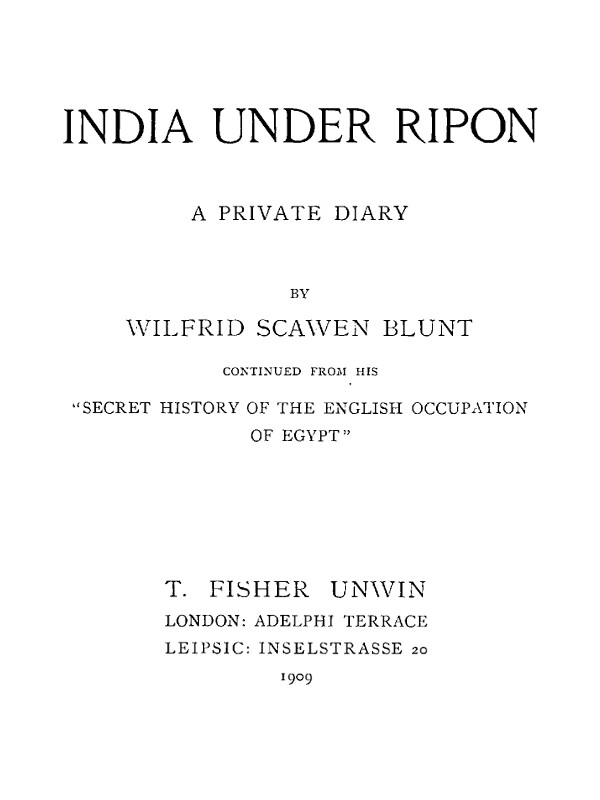 INDIA UNDER RIPON
A PRIVATE DIARY
BY
WILFRID SCAWEN BLUNT
CONTINUED FROM HIS
"SECRET HISTORY OF THE ENGLISH OCCUPATION
OF EGYPT"
T. FISHER UNWIN
LONDON: ADELPHI TERRACE
LEIPSIC: INSELSTRASSE 20
1909